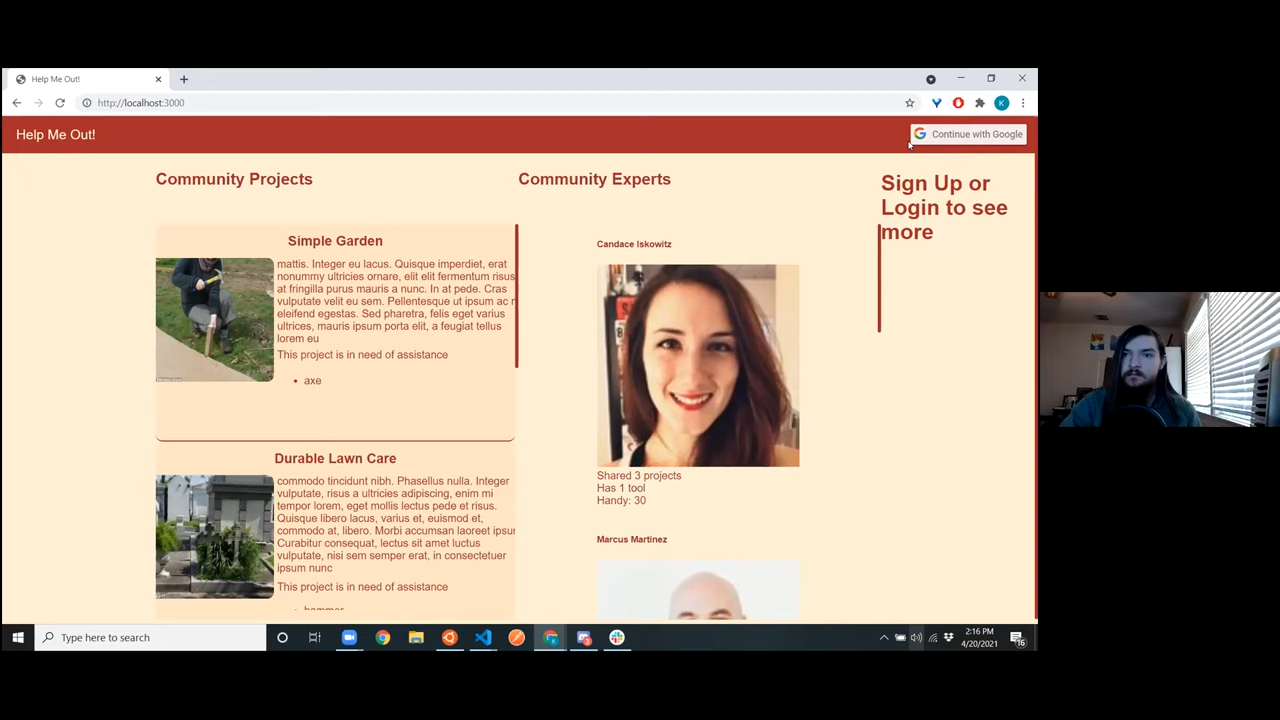 Help Me Out!
http://localhost:3000
K
Help Me Out!
Continue with Google
Community Projects
Community Experts
Sign Up or
Login to see
more
Simple Garden
mattis. Integer eu lacus. Quisque imperdiet, erat
nonummy ultricies ornare, elit elit fermentum risus
at fringilla purus mauris a nunc. In at pede. Cras
vulputate velit eu sem. Pellentesque ut ipsum ac
eleifend egestas. Sed pharetra, felis eget varius
ultrices, mauris ipsum porta elit, a feugiat tellus
lorem eu
This project is in need of assistance
• axe
Candace Iskowitz
Shared 3 projects
Has 1 tool
Handy: 30
Durable Lawn Care
commodo tincidunt nibh. Phasellus nulla. Integer
vulputate, risus a ultricies adipiscing, enim mi
tempor lorem, eget mollis lectus pede et risus.
Quisque libero lacus, varius et, euismod et,
commodo at, libero. Morbi accumsan laoreet ipsu
Curabitur consequat, lectus sit amet luctus
vulputate, nisi sem semper erat, in consectetuer
ipsum nunc
This project is in need of assistance
Marcus Martinez
Type here to search
2:16 PM
4/20/2021
16